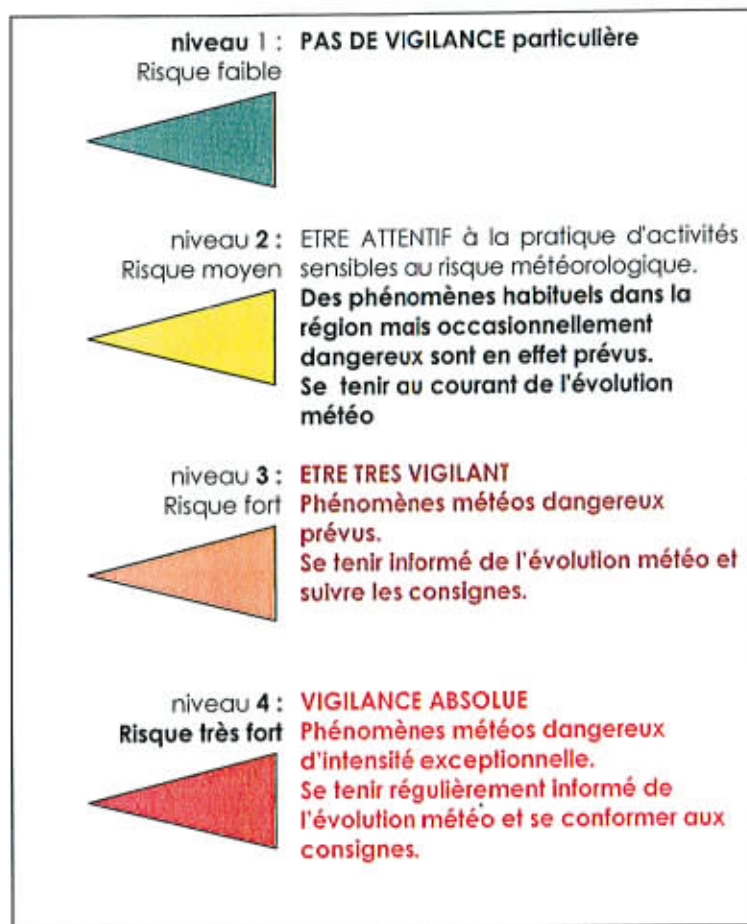 niveau 1 : PAS DE VIGILANCE particulière
Risque faible
niveau 2 : ETRE ATTENTIF à la pratique d'activités
Risque moyen sensibles au risque météorologique.
Des phénomènes habituels dans la
région mais occasionnellement
dangereux sont en effet prévus.
Se tenir au courant de l'évolution
météo
niveau 3 : ETRE TRES VIGILANT
Risque fort Phénomènes météos dangereux
prévus.
Se tenir informé de l'évolution météo et
suivre les consignes.
niveau 4 : VIGILANCE ABSOLUE
Risque très fort Phénomènes météos dangereux
d'intensité exceptionnelle.
Se tenir régulièrement informé de
l'évolution météo et se conformer aux
consignes.